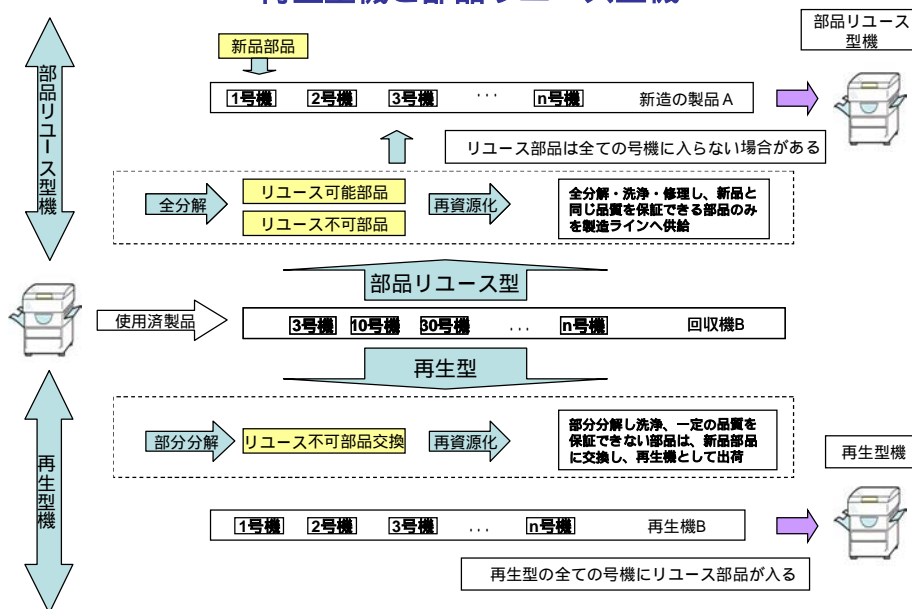 再生型機と部品リユース型機
部品リユース
型機
新品部品
1号機 2号機 3号機 ... n号機 新造の製品A
部品リユース型機
リユース部品は全ての号機に入らない場合がある
全分解
リユース可能部品
リユース不可部品
再資源化
全分解・洗浄・修理し、新品と
同じ品質を保証できる部品のみ
を製造ラインへ供給
部品リユース型
使用済製品
3号機 10号機 30号機 ... n号機 回収機B
再生型
部分分解
リユース不可部品交換
再資源化
部分分解し洗浄、一定の品質を
保証できない部品は、新品部品
に交換し、再生機として出荷
再生型機
再生型機
1号機 2号機 3号機 ... n号機 再生機B
再生型の全ての号機にリユース部品が入る